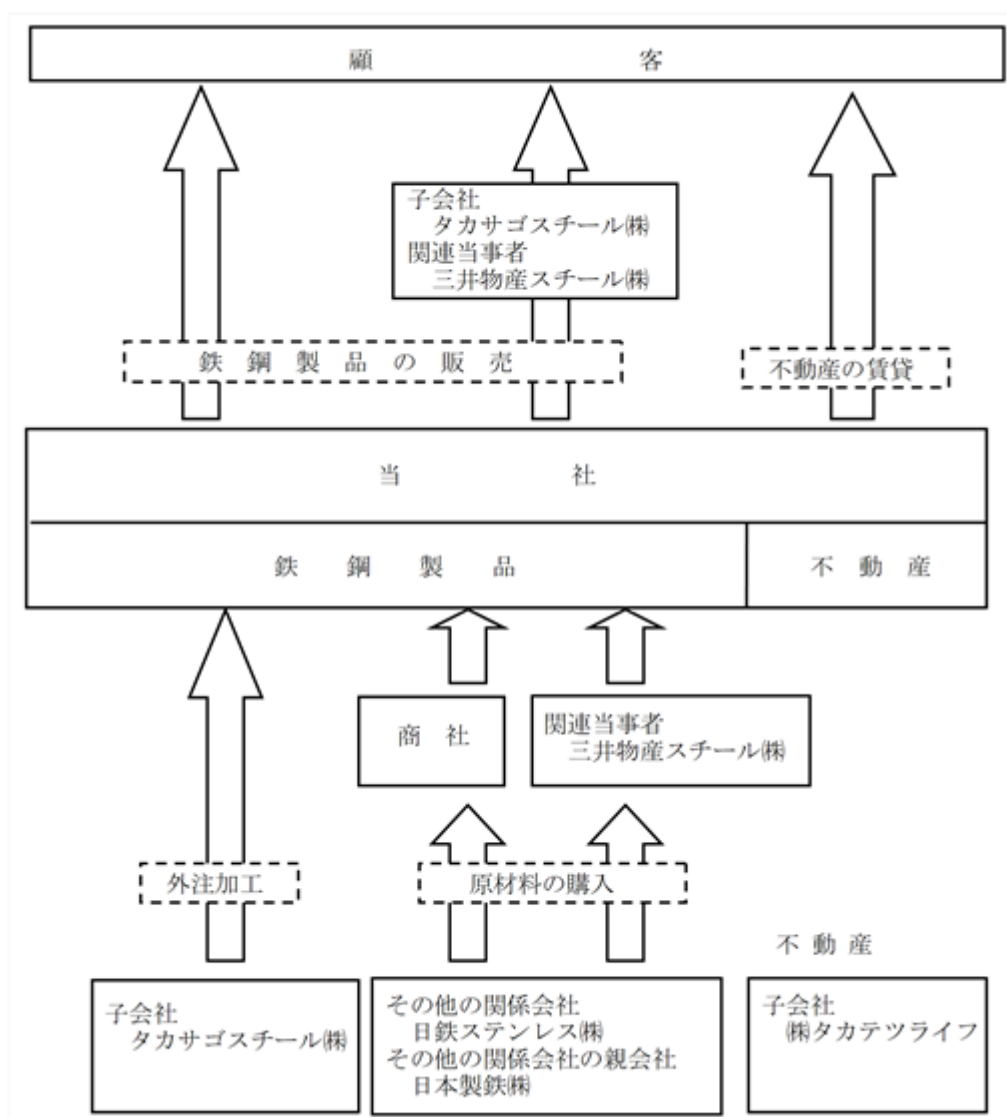 顧客
子会社
タカサゴスチール㈱
関連当事者
三井物産スチール㈱
鉄鋼製品の販売
不動産の賃貸
当社
鉄鋼製品
不動産
商社
関連当事者
三井物産スチール㈱
外注加工
原材料の購入
不動産
子会社
タカサゴスチール㈱
その他の関係会社
日鉄ステンレス㈱
その他の関係会社の親会社
日本製鉄㈱
子会社
㈱タカテツライフ